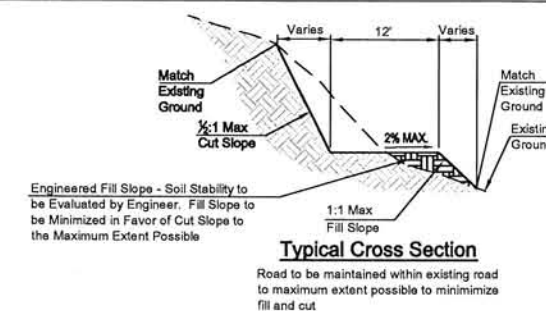 Varies
12'
Varies
Match
Existing
Ground
½:1 Max
Cut Slope
2% MAX.
Match
Existing
Ground
Existin
Groun
Engineered Fill Slope - Soil Stability to
be Evaluated by Engineer. Fill Slope to
be Minimized in Favor of Cut Slope to
the Maximum Extent Possible
1:1 Max
Fill Slope
Typical Cross Section
Road to be maintained within existing road
to maximum extent possible to minimimize
fill and cut